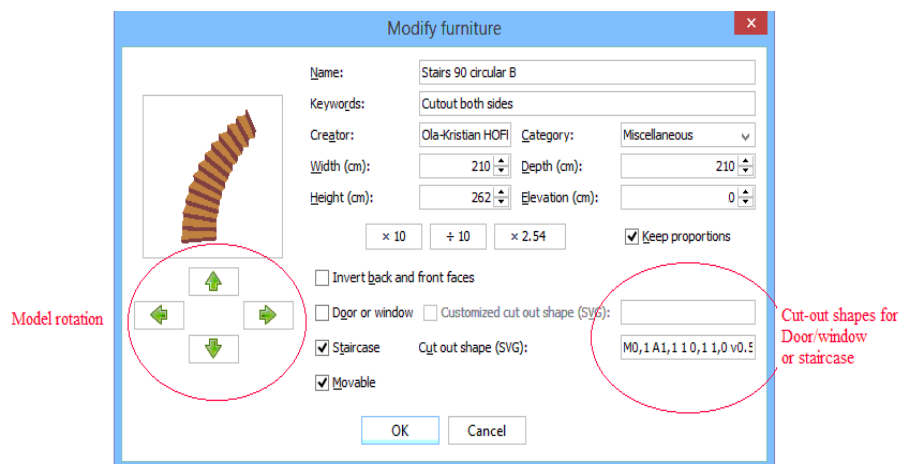 Modify furniture
Name: Stairs 90 circular B
Keywords: Cutout both sides
Creator: Ola-Kristian HOFI Category: Miscellaneous
Width (cm): 210 Depth (cm): 210
Height (cm): 262 Elevation (cm): 0
× 10 ÷ 10 × 2.54 Keep proportions
Invert back and front faces
Model rotation
Door or window Customized cut out shape (SVG):
Cut-out shapes for
Door/window
or staircase
Staircase Cut out shape (SVG): M0,1 A1,1 1 0,1 1,0 v0.5
Movable
OK Cancel